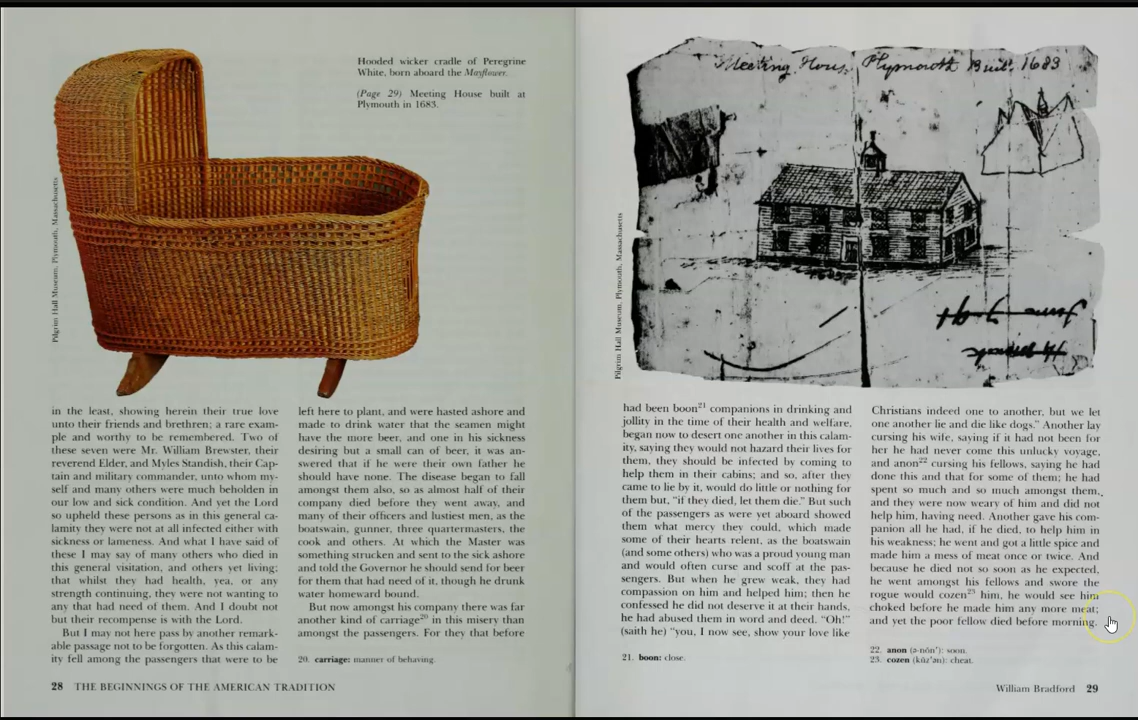 Hooded wicker cradle of Peregrine
White, born aboard the Mayflower.
(Page 29) Meeting House built at
Plymouth in 1683.
Pilgrim Hall Museum, Plymouth, Massachusetts
in the least, showing herein their true love
unto their friends and brethren; a rare exam-
ple and worthy to be remembered. Two of
these seven were Mr. William Brewster, their
reverend Elder, and Myles Standish, their Cap-
tain and military commander, unto whom my-
self and many others were much beholden in
our low and sick condition. And yet the Lord
so upheld these persons as in this general ca-
lamity they were not at all infected either with
sickness or lameness. And what I have said of
these I may say of many others who died in
this general visitation, and others yet living;
that whilst they had health, yea, or any
strength continuing, they were not wanting to
any that had need of them. And I doubt not
but their recompense is with the Lord.
But I may not here pass by another remark-
able passage not to be forgotten. As this calam-
ity fell among the passengers that were to be
left here to plant, and were hasted ashore and
made to drink water that the seamen might
have the more beer, and one in his sickness
desiring but a small can of beer, it was an-
swered that if he were their own father he
should have none. The disease began to fall
amongst them also, so as almost half of their
company died before they went away, and
many of their officers and lustiest men, as the
boatswain, gunner, three quartermasters, the
cook and others. At which the Master was
something strucken and sent to the sick ashore
and told the Governor he should send for beer
for them that had need of it, though he drunk
water homeward bound.
But now amongst his company there was far
another kind of carriage20 in this misery than
amongst the passengers. For they that before
20. carriage: manner of behaving.
28 THE BEGINNINGS OF THE AMERICAN TRADITION
Meeting House Plymouth Built 1683
Pilgrim Hall Museum, Plymouth, Massachusetts
had been boon21 companions in drinking and
jollity in the time of their health and welfare,
began now to desert one another in this calam-
ity, saying they would not hazard their lives for
them, they should be infected by coming to
help them in their cabins; and so, after they
came to lie by it, would do little or nothing for
them but, "if they died, let them die." But such
of the passengers as were yet aboard showed
them what mercy they could, which made
some of their hearts relent, as the boatswain
(and some others) who was a proud young man
and would often curse and scoff at the pas-
sengers. But when he grew weak, they had
compassion on him and helped him; then he
confessed he did not deserve it at their hands,
he had abused them in word and deed. "Oh!"
(saith he) "you, I now see, show your love like
21. boon: close.
Christians indeed one to another, but we let
one another lie and die like dogs." Another lay
cursing his wife, saying if it had not been for
her he had never come this unlucky voyage,
and anon22 cursing his fellows, saying he had
done this and that for some of them; he had
spent so much and so much amongst them,
and they were now weary of him and did not
help him, having need. Another gave his com-
panion all he had, if he died, to help him in
his weakness; he went and got a little spice and
made him a mess of meat once or twice. And
because he died not so soon as he expected,
he went amongst his fellows and swore the
rogue would cozen23 him, he would see him
choked before he made him any more meat;
and yet the poor fellow died before morning.
22. anon (ə-nŏn'): soon.
23. cozen (kŭz'ən): cheat.
William Bradford 29